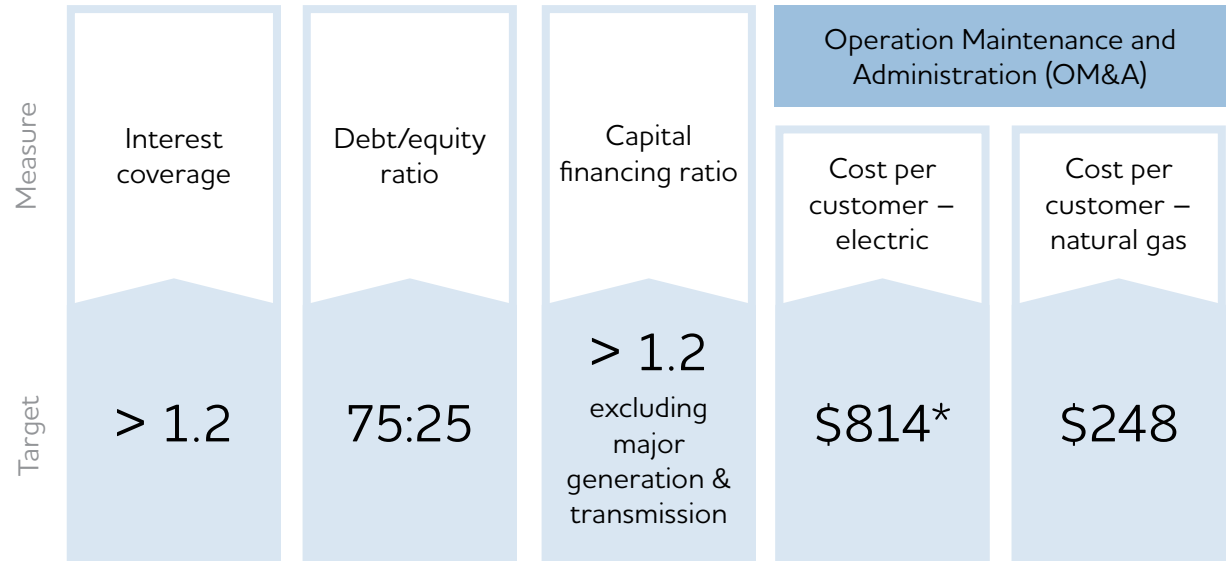 Measure
Interest
coverage
Debt/equity
ratio
Capital
financing ratio
Operation Maintenance and
Administration (OM&A)
Cost per
customer –
electric
Cost per
customer –
natural gas
Target
> 1.2
75:25
> 1.2
excluding
major
generation &
transmission
$814*
$248